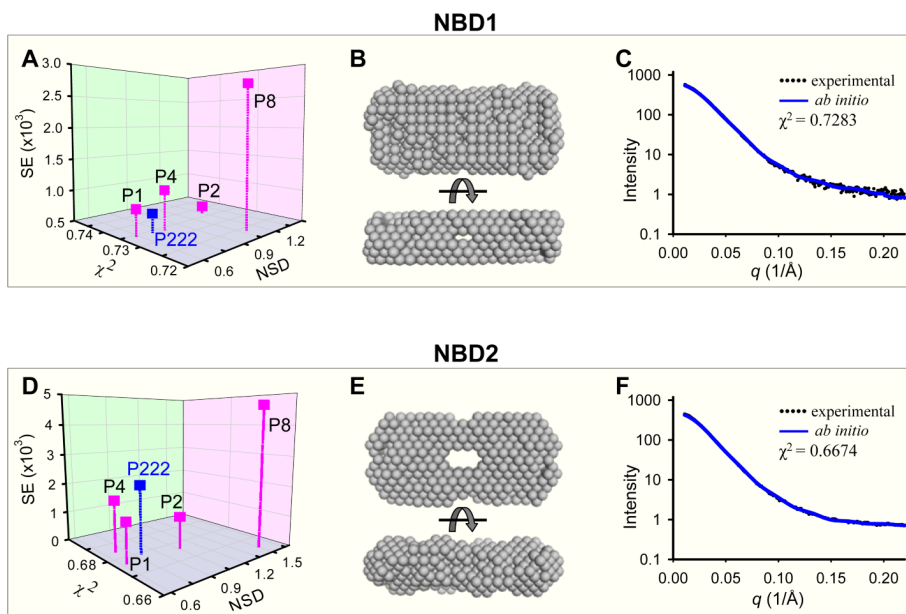 NBD1
A
3.0
2.5
2.0
1.5
1.0
0.5
SE (x10³)
P8
P4
P1
P2
P222
0.74
0.73
0.72
χ²
0.6
0.9
1.2
NSD
B
C
1000
100
10
1
0.1
Intensity
experimental
ab initio
χ² = 0.7283
0.00
0.05
0.10
0.15
0.20
q (1/Å)
NBD2
D
5
4
3
2
1
0
SE (x10³)
P8
P222
P4
P2
P1
0.68
0.66
χ²
0.6
0.9
1.2
1.5
NSD
E
F
1000
100
10
1
0.1
Intensity
experimental
ab initio
χ² = 0.6674
0.00
0.05
0.10
0.15
0.20
q (1/Å)